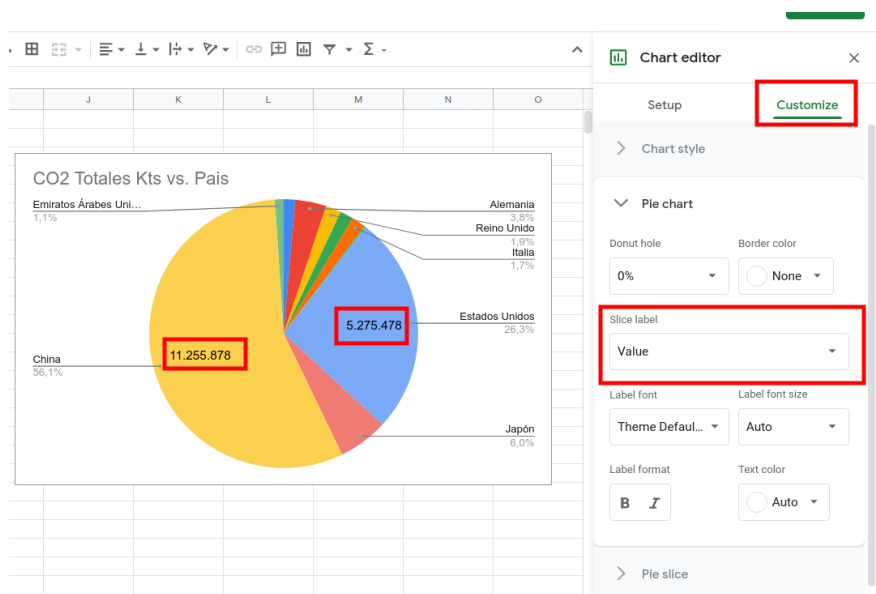 Chart editor
Setup
Customize
J K L M N O
Chart style
CO2 Totales Kts vs. Pais
Emiratos Árabes Uni...
1,1%
Alemania
3,8%
Reino Unido
1,9%
Italia
1,7%
Estados Unidos
26,3%
5.275.478
11.255.878
China
56,1%
Japón
6,0%
Pie chart
Donut hole
Border color
0%
None
Slice label
Value
Label font
Label font size
Theme Defaul...
Auto
Label format
Text color
B I
Auto
Pie slice